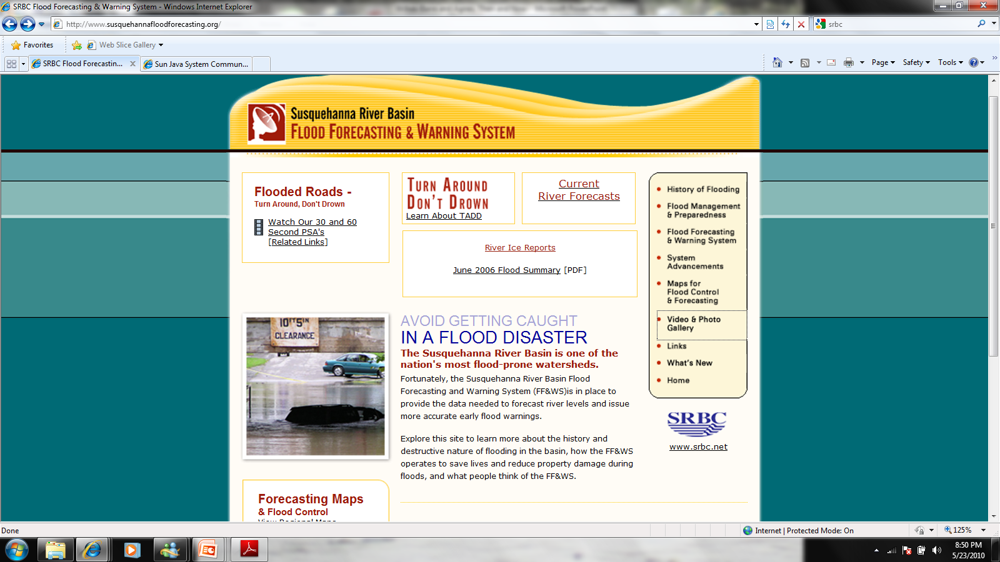 SRBC Flood Forecasting & Warning System - Windows Internet Explorer
http://www.susquehannafloodforecasting.org/
srbc
Favorites
Web Slice Gallery
SRBC Flood Forecastin...
Sun Java System Commun...
Page
Safety
Tools
Susquehanna River Basin
FLOOD FORECASTING & WARNING SYSTEM
Flooded Roads -
Turn Around, Don't Drown
Watch Our 30 and 60
Second PSA's
[Related Links]
TURN AROUND
DON'T DROWN
Learn About TADD
Current
River Forecasts
River Ice Reports
June 2006 Flood Summary [PDF]
History of Flooding
Flood Management
& Preparedness
Flood Forecasting
& Warning System
System
Advancements
Maps for
Flood Control
& Forecasting
Video & Photo
Gallery
Links
What's New
Home
SRBC
www.srbc.net
10FT 5IN
CLEARANCE
AVOID GETTING CAUGHT
IN A FLOOD DISASTER
The Susquehanna River Basin is one of the
nation's most flood-prone watersheds.
Fortunately, the Susquehanna River Basin Flood
Forecasting and Warning System (FF&WS)is in place to
provide the data needed to forecast river levels and issue
more accurate early flood warnings.
Explore this site to learn more about the history and
destructive nature of flooding in the basin, how the FF&WS
operates to save lives and reduce property damage during
floods, and what people think of the FF&WS.
Forecasting Maps
& Flood Control
View Regional Maps
Done
Internet | Protected Mode: On
125%
8:50 PM
5/23/2010